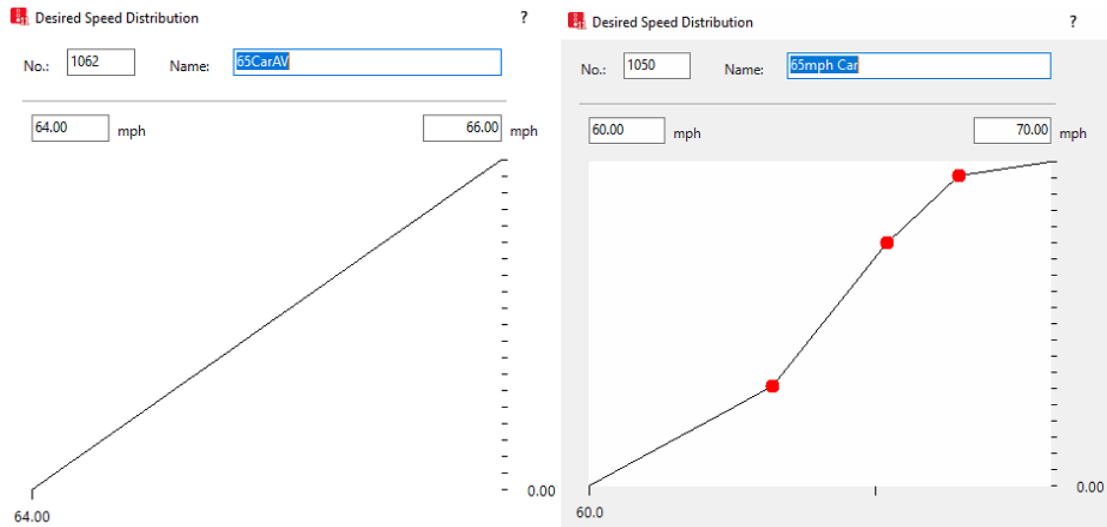 Desired Speed Distribution ?
No.: 1062 Name: 65CarAV
64.00 mph 66.00 mph
0.00
64.00
Desired Speed Distribution ?
No.: 1050 Name: 65mph Car
60.00 mph 70.00 mph
0.00
60.0